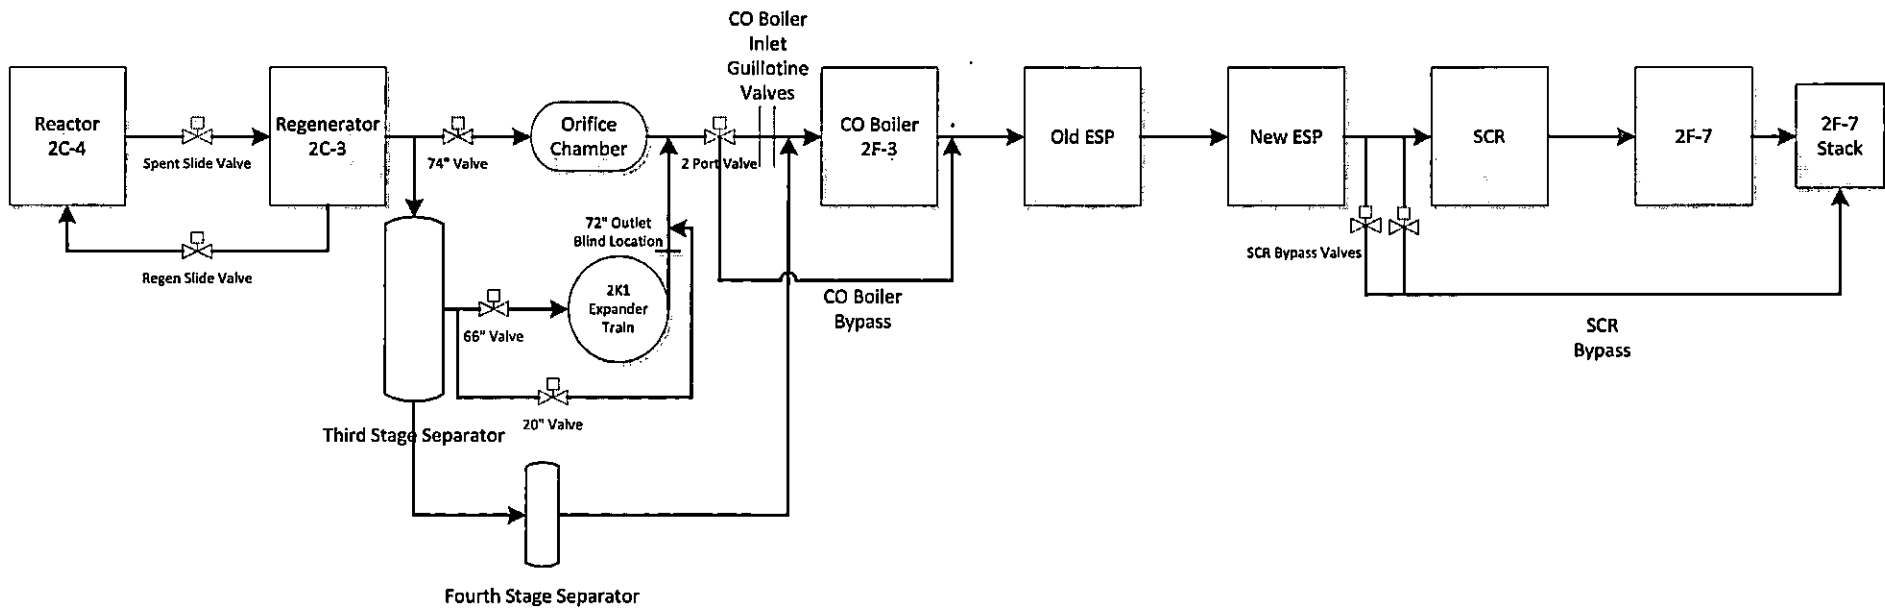 CO Boiler
Inlet
Guillotine
Valves
Reactor
2C-4
Spent Slide Valve
Regen Slide Valve
Regenerator
2C-3
74" Valve
Orifice
Chamber
2 Port Valve
CO Boiler
2F-3
Old ESP
New ESP
SCR
2F-7
2F-7
Stack
72" Outlet
Blind Location
2K1
Expander
Train
66" Valve
20" Valve
CO Boiler
Bypass
SCR Bypass Valves
SCR
Bypass
Third Stage Separator
Fourth Stage Separator